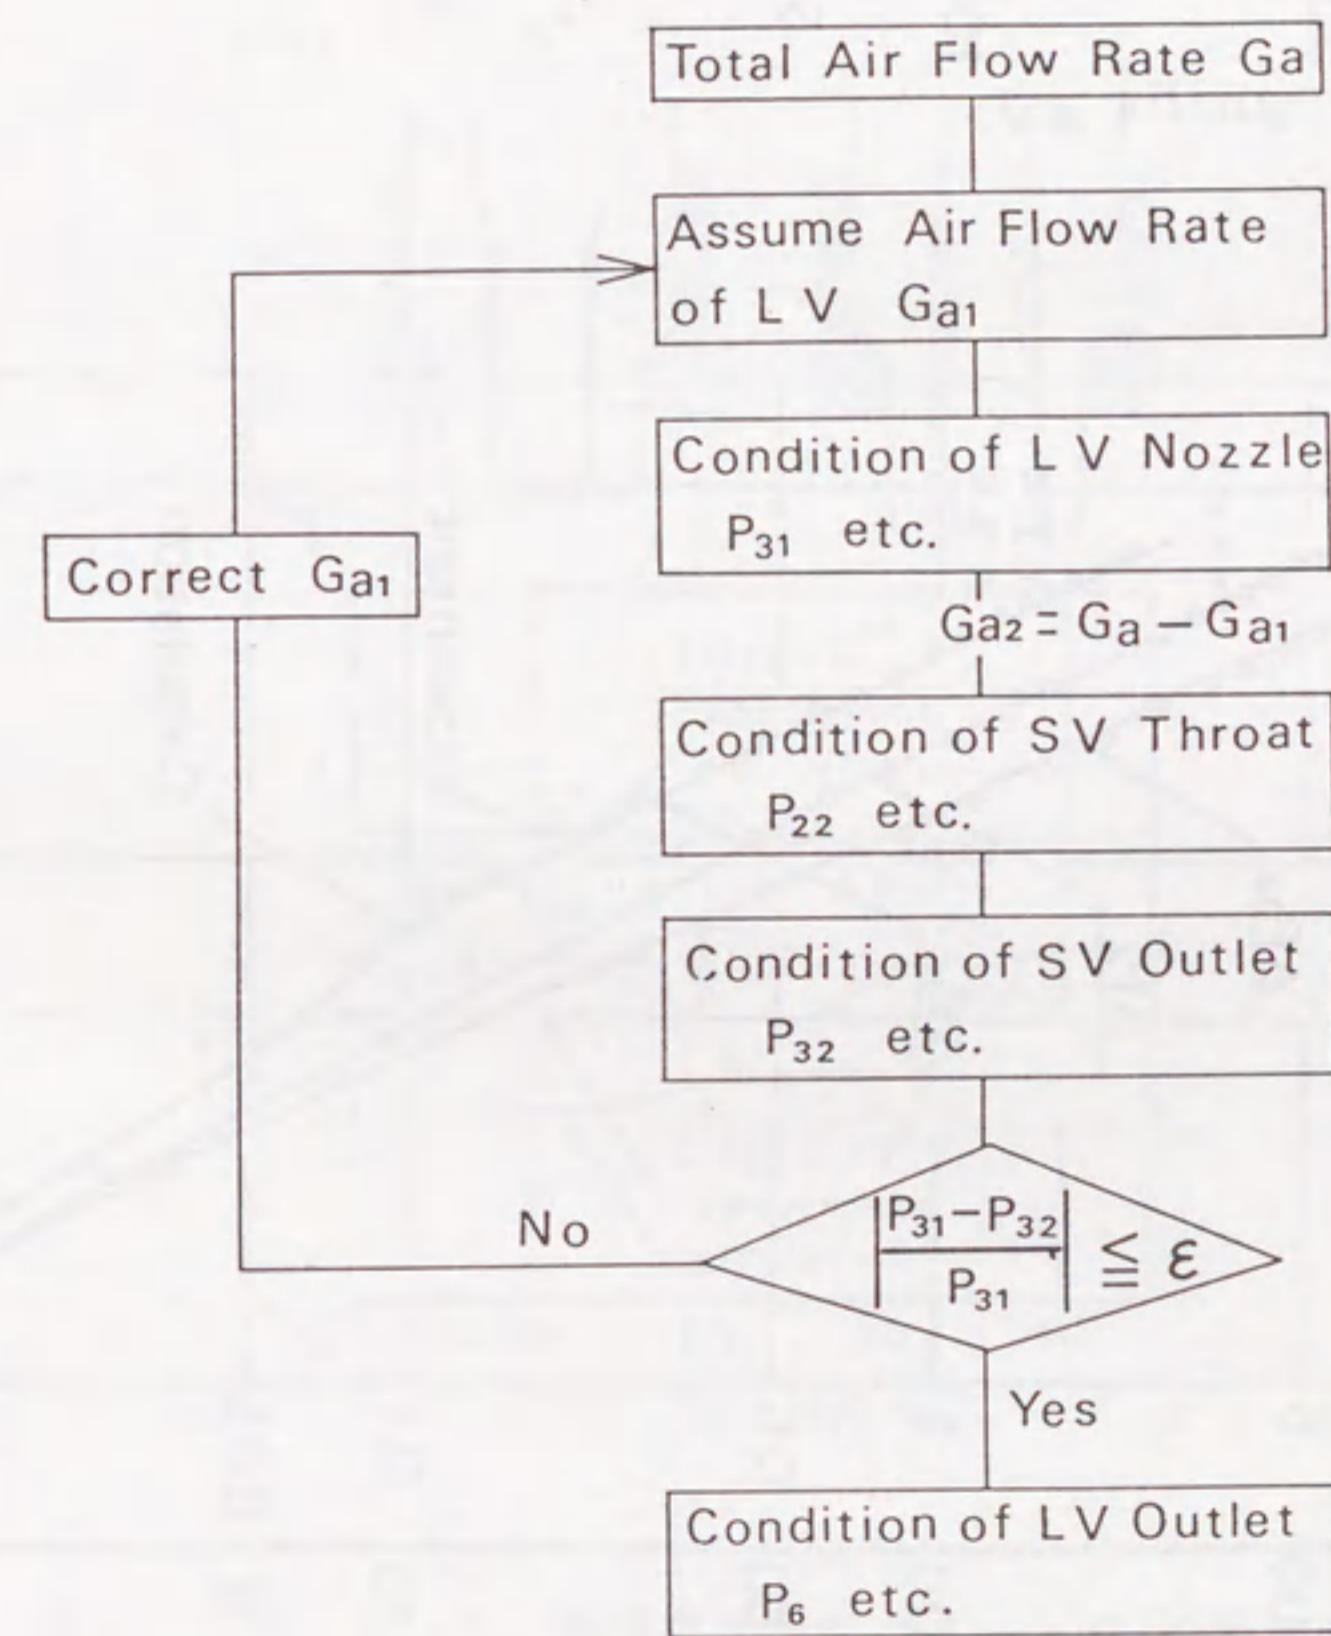 Total Air Flow Rate Ga
Assume Air Flow Rate
of LV Ga1
Condition of LV Nozzle
P31 etc.
Correct Ga1
Ga2 = Ga − Ga1
Condition of SV Throat
P22 etc.
Condition of SV Outlet
P32 etc.
No
|P31−P32
P31| ≦ ε
Yes
Condition of LV Outlet
P6 etc.